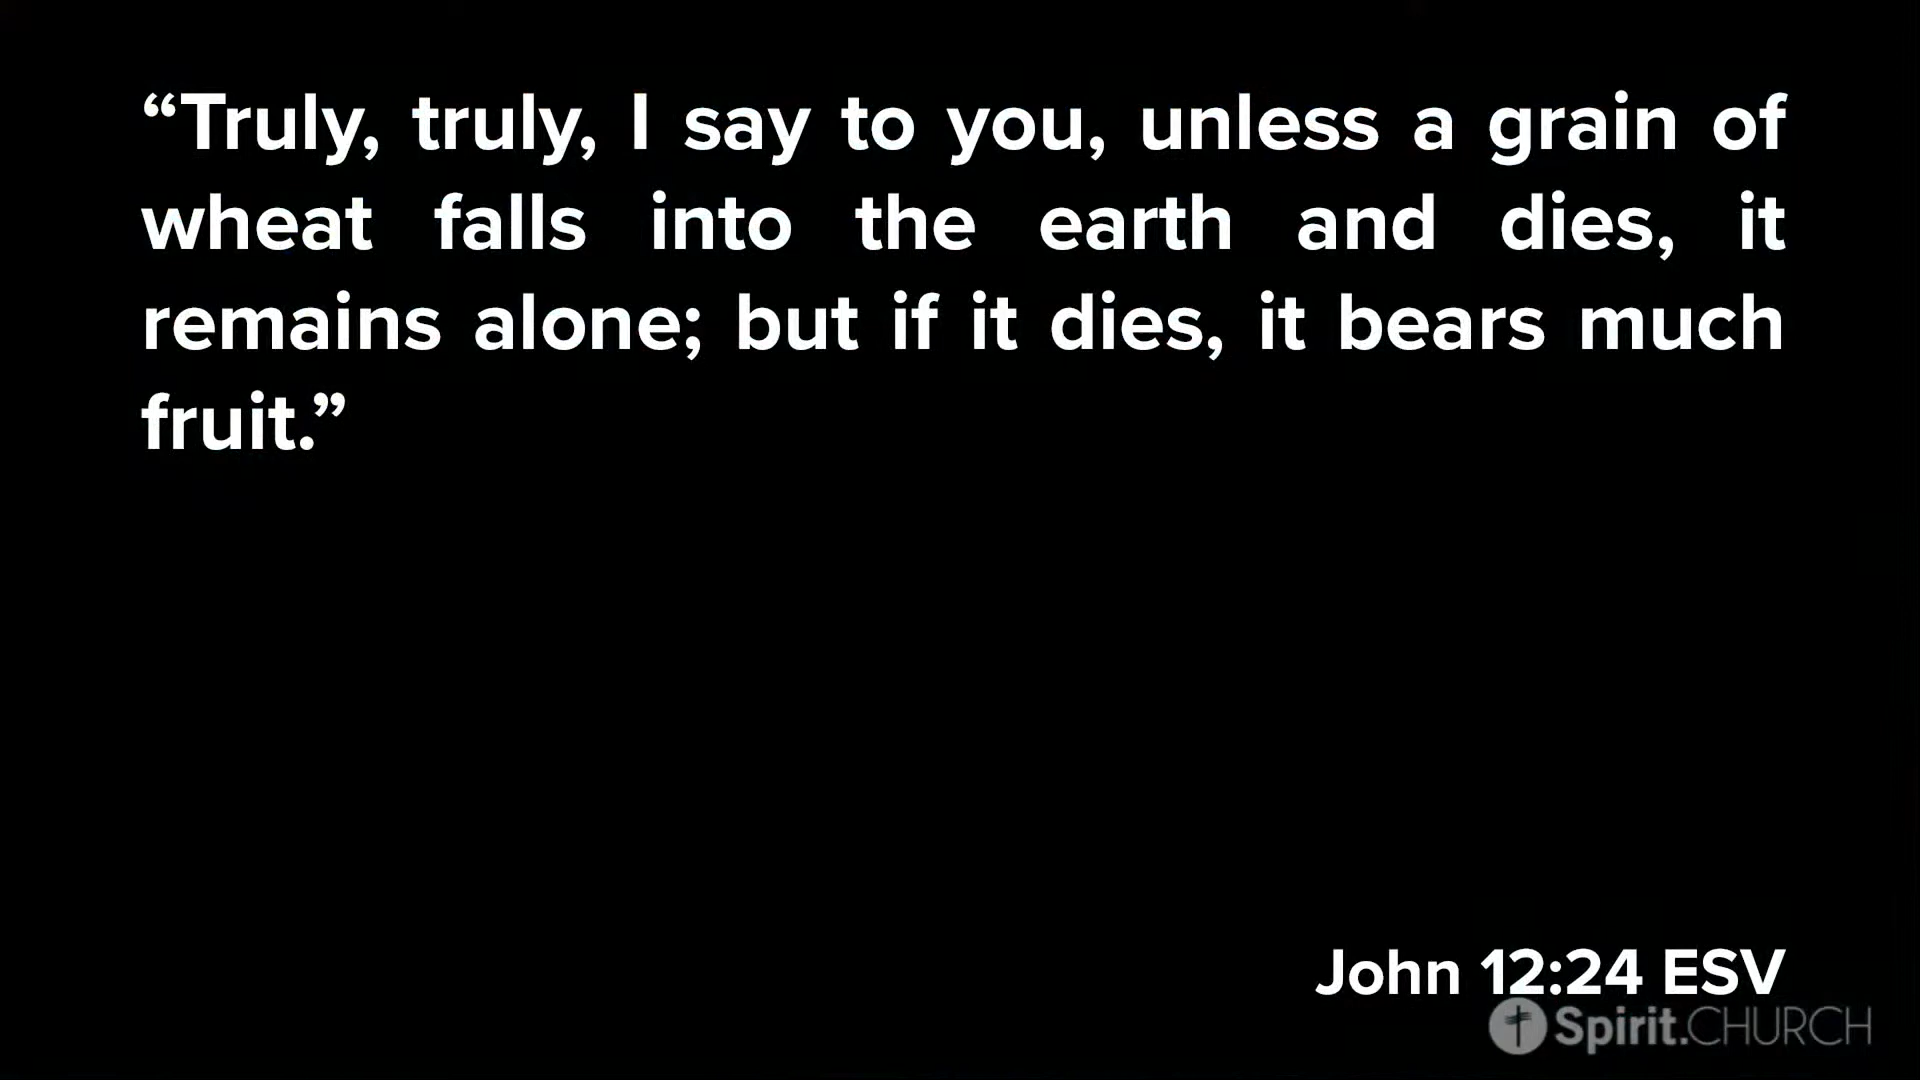 “Truly, truly, I say to you, unless a grain of
wheat falls into the earth and dies, it
remains alone; but if it dies, it bears much
fruit.”
John 12:24 ESV
Spirit.CHURCH